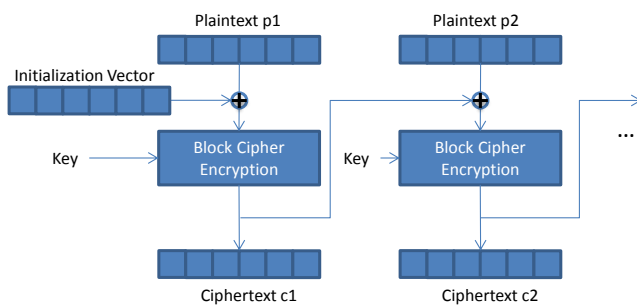 Plaintext p1
Plaintext p2
Initialization Vector
...
Key
Block Cipher
Encryption
Key
Block Cipher
Encryption
Ciphertext c1
Ciphertext c2